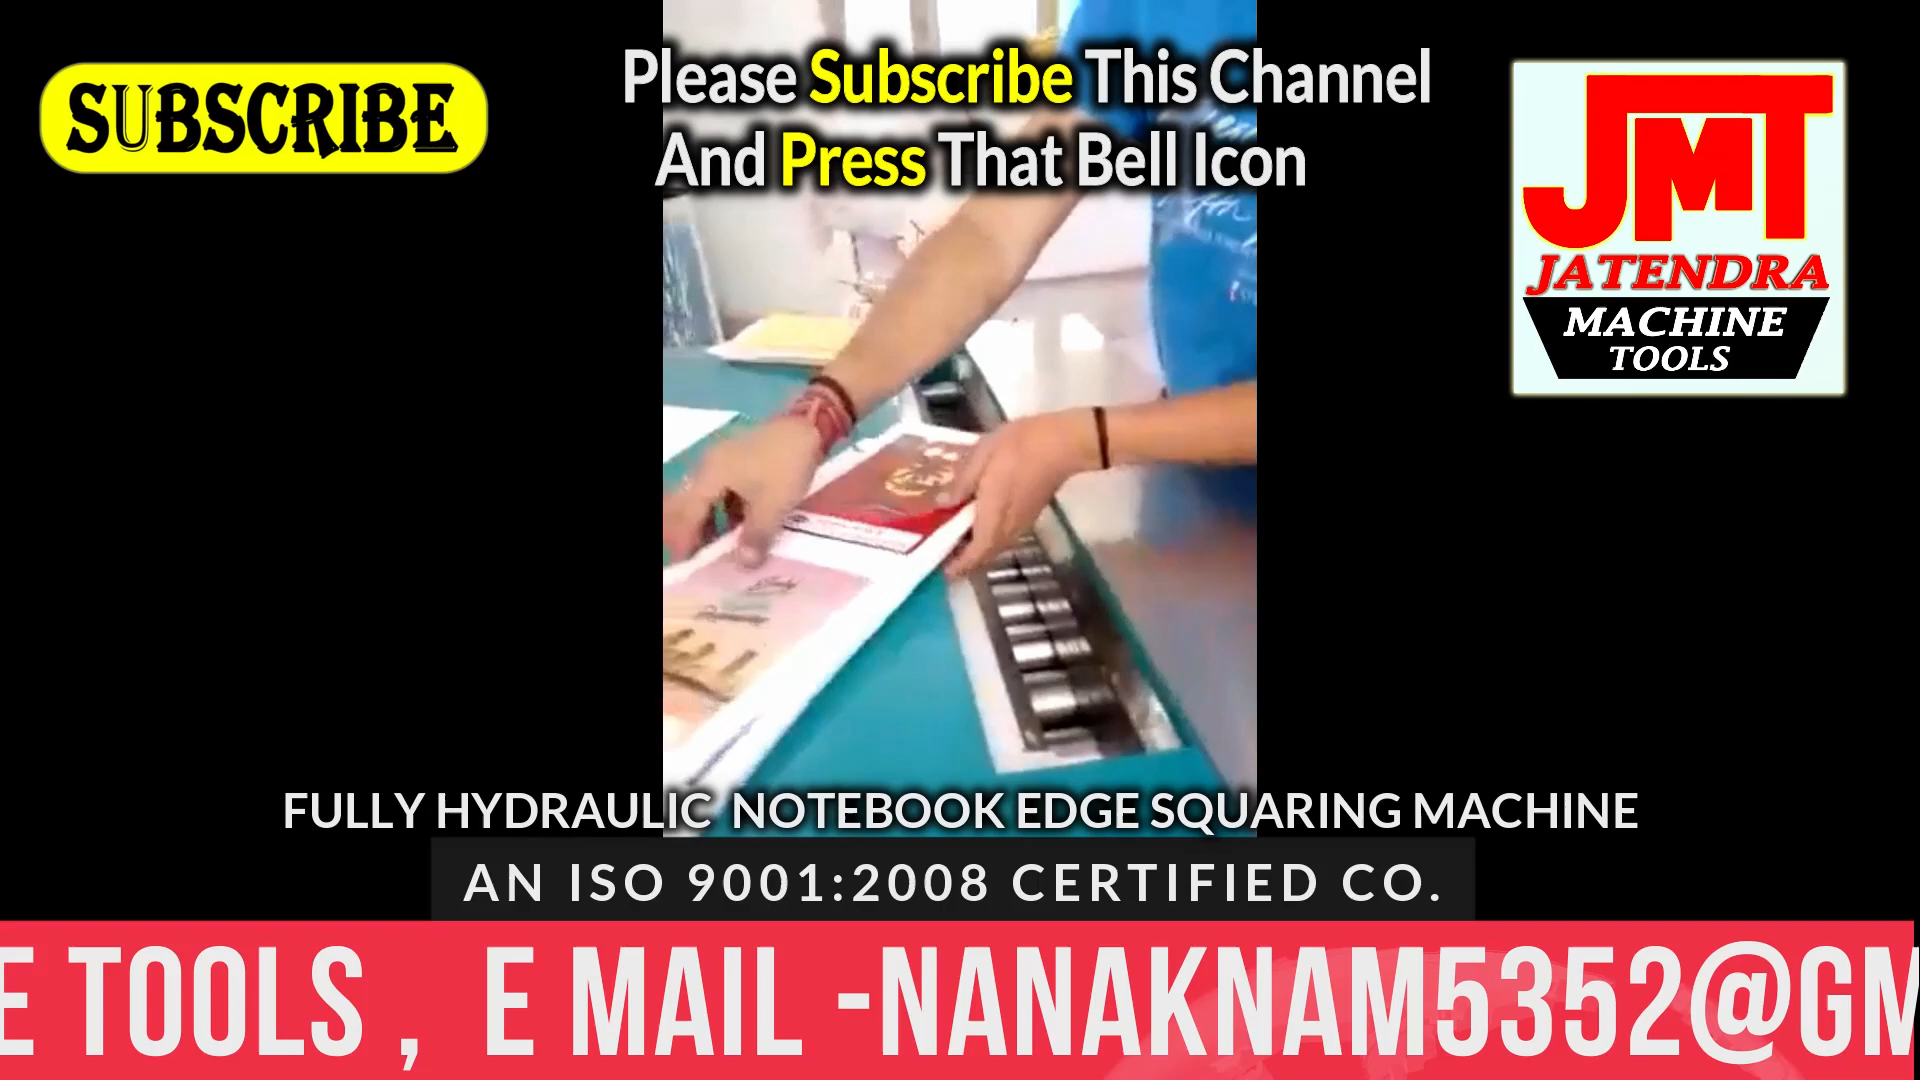 SUBSCRIBE
Please Subscribe This Channel
And Press That Bell Icon
JMT
JATENDRA
MACHINE
TOOLS
FULLY HYDRAULIC NOTEBOOK EDGE SQUARING MACHINE
AN ISO 9001:2008 CERTIFIED CO.
E TOOLS , E MAIL -NANAKNAM5352@GM